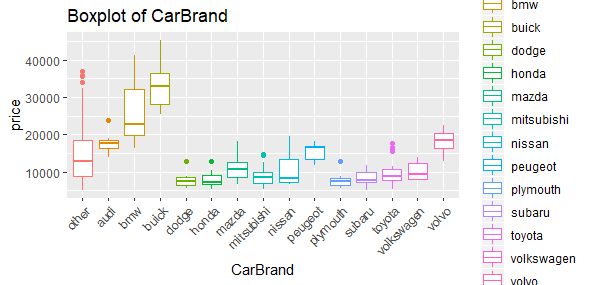 Boxplot of CarBrand
price
40000
30000
20000
10000
other
audi
bmw
buick
dodge
honda
mazda
mitsubishi
nissan
peugeot
plymouth
subaru
toyota
volkswagen
volvo
CarBrand
bmw
buick
dodge
honda
mazda
mitsubishi
nissan
peugeot
plymouth
subaru
toyota
volkswagen
volvo